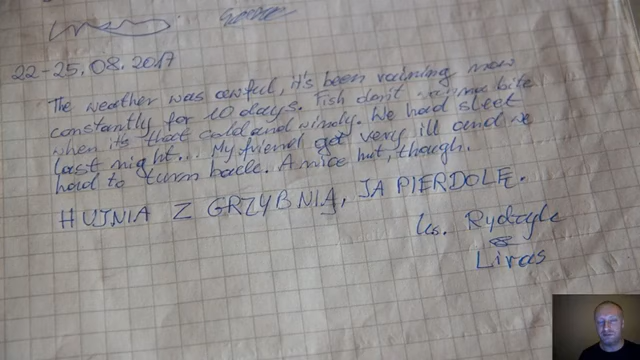 22-25.08.2017
The weather was awful, it's been raining now
constantly for 10 days. Fish don't wanna bite
when it's that cold and windy. We had sleet
last night... My friend got very ill and we
had to turn back. A nice hut, though.
HUJNIA Z GRZYBNIĄ, JA PIERDOLĘ.